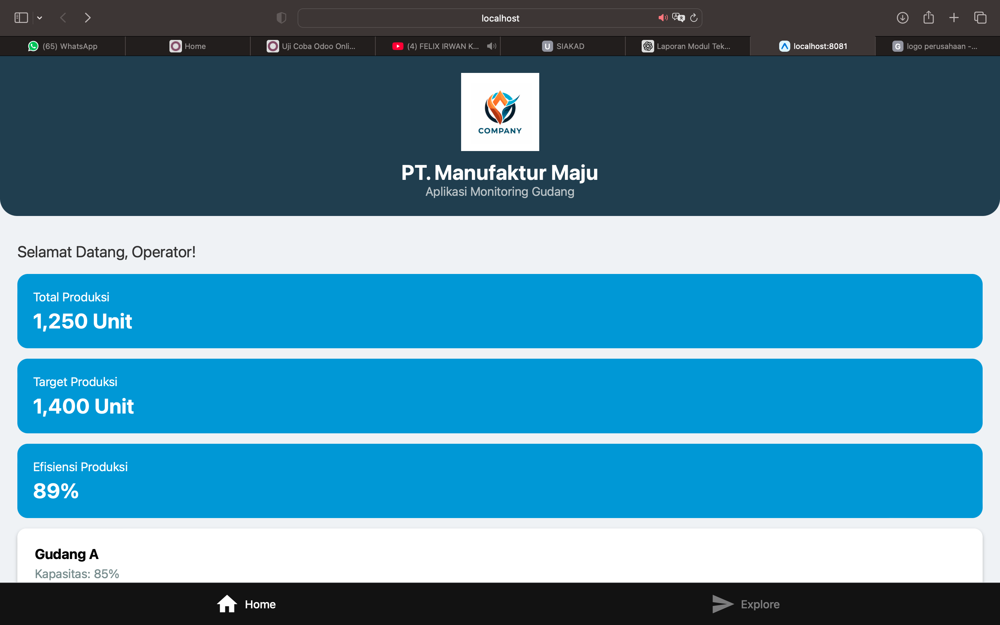 localhost
(65) WhatsApp
Home
Uji Coba Odoo Onli...
(4) FELIX IRWAN K...
U SIAKAD
Laporan Modul Tek...
localhost:8081
G logo perusahaan -...
COMPANY
PT. Manufaktur Maju
Aplikasi Monitoring Gudang
Selamat Datang, Operator!
Total Produksi
1,250 Unit
Target Produksi
1,400 Unit
Efisiensi Produksi
89%
Gudang A
Kapasitas: 85%
Home
Explore